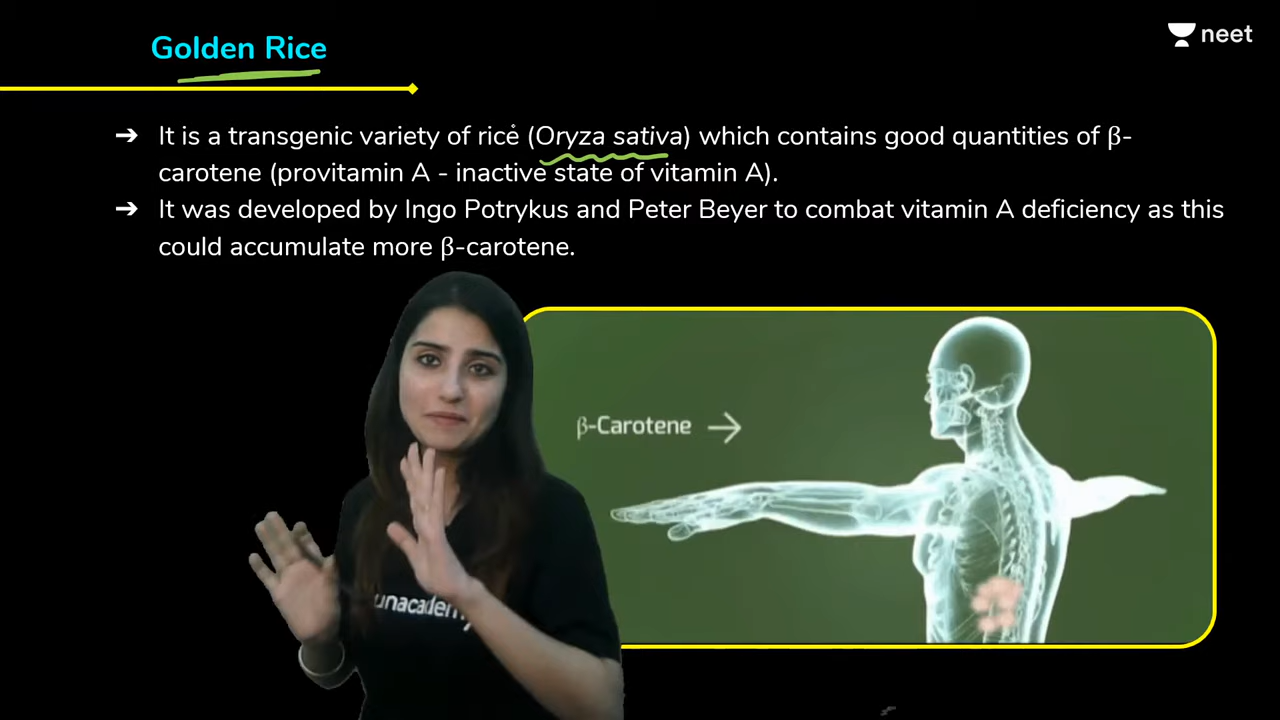 Golden Rice
neet
➔ It is a transgenic variety of rice (Oryza sativa) which contains good quantities of β-
carotene (provitamin A - inactive state of vitamin A).
➔ It was developed by Ingo Potrykus and Peter Beyer to combat vitamin A deficiency as this
could accumulate more β-carotene.
β-Carotene →
unacademy